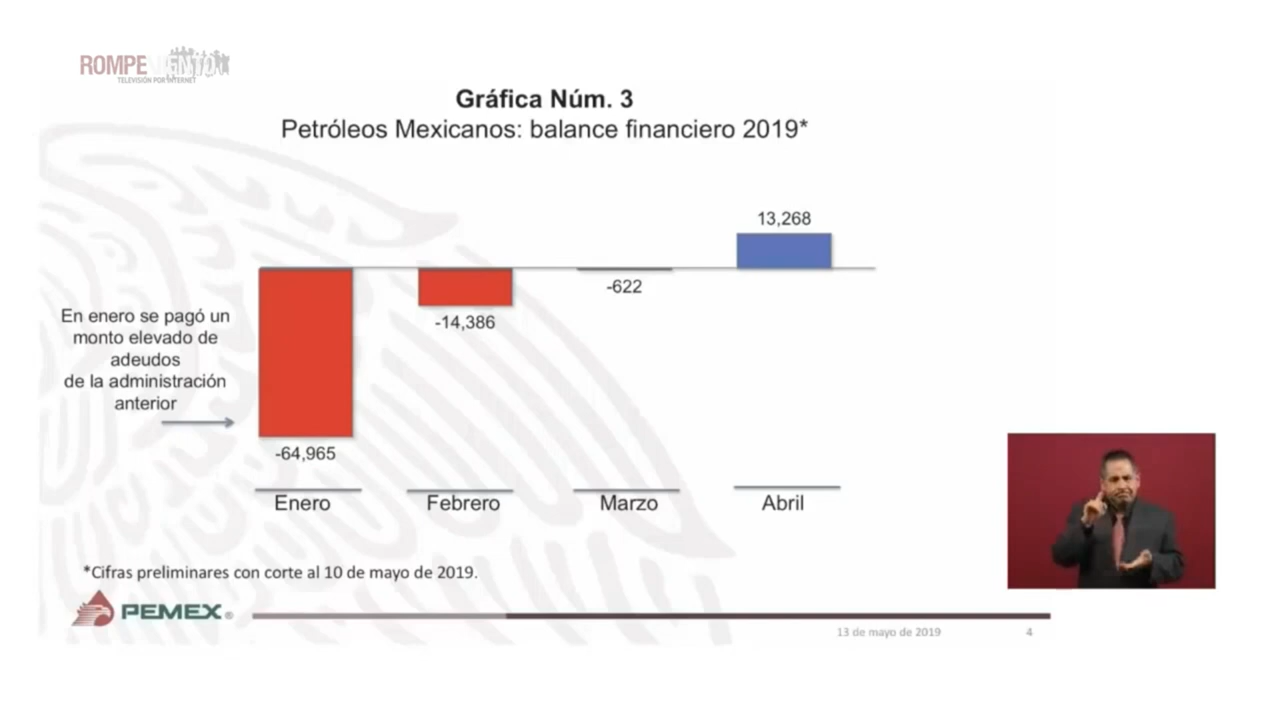 ROMPEVIENTO
TELEVISIÓN POR INTERNET
Gráfica Núm. 3
Petróleos Mexicanos: balance financiero 2019*
13,268
-622
-14,386
En enero se pagó un
monto elevado de
adeudos
de la administración
anterior
-64,965
Enero
Febrero
Marzo
Abril
*Cifras preliminares con corte al 10 de mayo de 2019.
PEMEX®
13 de mayo de 2019
4